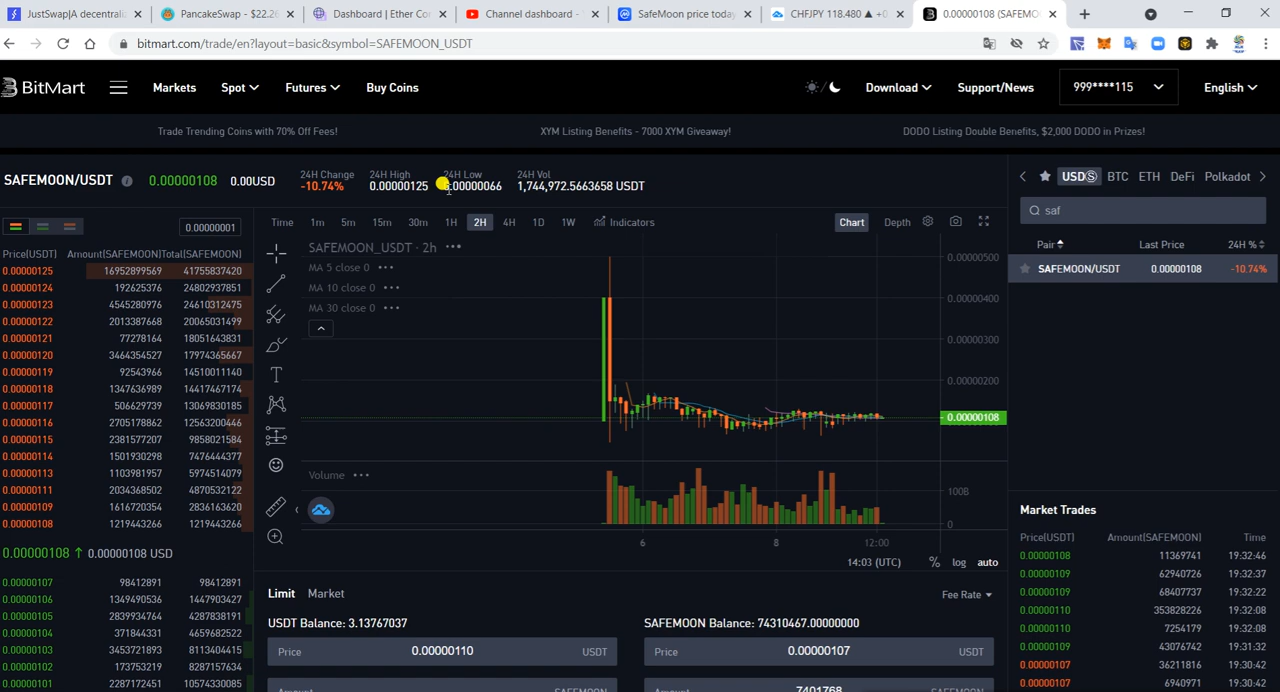 JustSwap|A decentrali
PancakeSwap - $22.2
Dashboard | Ether Co
Channel dashboard -
SafeMoon price today
CHFJPY 118.480 ▲ +
0.00000108 (SAFEMO
bitmart.com/trade/en?layout=basic&symbol=SAFEMOON_USDT
BitMart
Markets
Spot
Futures
Buy Coins
Download
Support/News
999****115
English
Trade Trending Coins with 70% Off Fees!
XYM Listing Benefits - 7000 XYM Giveaway!
DODO Listing Double Benefits, $2,000 DODO in Prizes!
SAFEMOON/USDT
0.00000108
0.00USD
24H Change
-10.74%
24H High
0.00000125
24H Low
.00000066
24H Vol
1,744,972.5663658 USDT
USDⓈ
BTC
ETH
DeFi
Polkadot
saf
Pair
Last Price
24H %
SAFEMOON/USDT
0.00000108
-10.74%
0.00000001
Time
1m
5m
15m
30m
1H
2H
4H
1D
1W
Indicators
Chart
Depth
Price(USDT) Amount(SAFEMOON)Total(SAFEMOON)
0.00000125 16952899569 41755837420
0.00000124 192625376 24802937851
0.00000123 4545280976 24610312475
0.00000122 2013387668 20065031499
0.00000121 77278164 18051643831
0.00000120 3464354527 17974365667
0.00000119 92543966 14510011140
0.00000118 1347636989 14417467174
0.00000117 506629739 13069830185
0.00000116 2705178862 12563200446
0.00000115 2381577207 9858021584
0.00000114 1501930298 7476444377
0.00000113 1103981957 5974514079
0.00000111 2034368502 4870532122
0.00000109 1616720354 2836163620
0.00000108 1219443266 1219443266
0.00000108 ↑ 0.00000108 USD
0.00000107 98412891 98412891
0.00000106 1349490536 1447903427
0.00000105 2839934764 4287838191
0.00000104 371844331 4659682522
0.00000103 3453721893 8113404415
0.00000102 173753219 8287157634
0.00000101 2287172451 10574330085
SAFEMOON_USDT · 2h
MA 5 close 0
MA 10 close 0
MA 30 close 0
0.00000500
0.00000400
0.00000300
0.00000200
0.00000108
Volume
100B
0
6
8
12:00
14:03 (UTC)
%
log
auto
Limit
Market
Fee Rate
USDT Balance: 3.13767037
Price 0.00000110 USDT
SAFEMOON Balance: 74310467.00000000
Price 0.00000107 USDT
Amount SAFEMOON
Amount 7401768 SAFEMOON
Market Trades
Price(USDT) Amount(SAFEMOON) Time
0.00000108 11369741 19:32:46
0.00000109 62940726 19:32:37
0.00000109 68407737 19:32:22
0.00000110 353828226 19:32:08
0.00000110 7254179 19:32:08
0.00000109 43076742 19:31:32
0.00000107 36211816 19:30:42
0.00000107 6940971 19:30:42